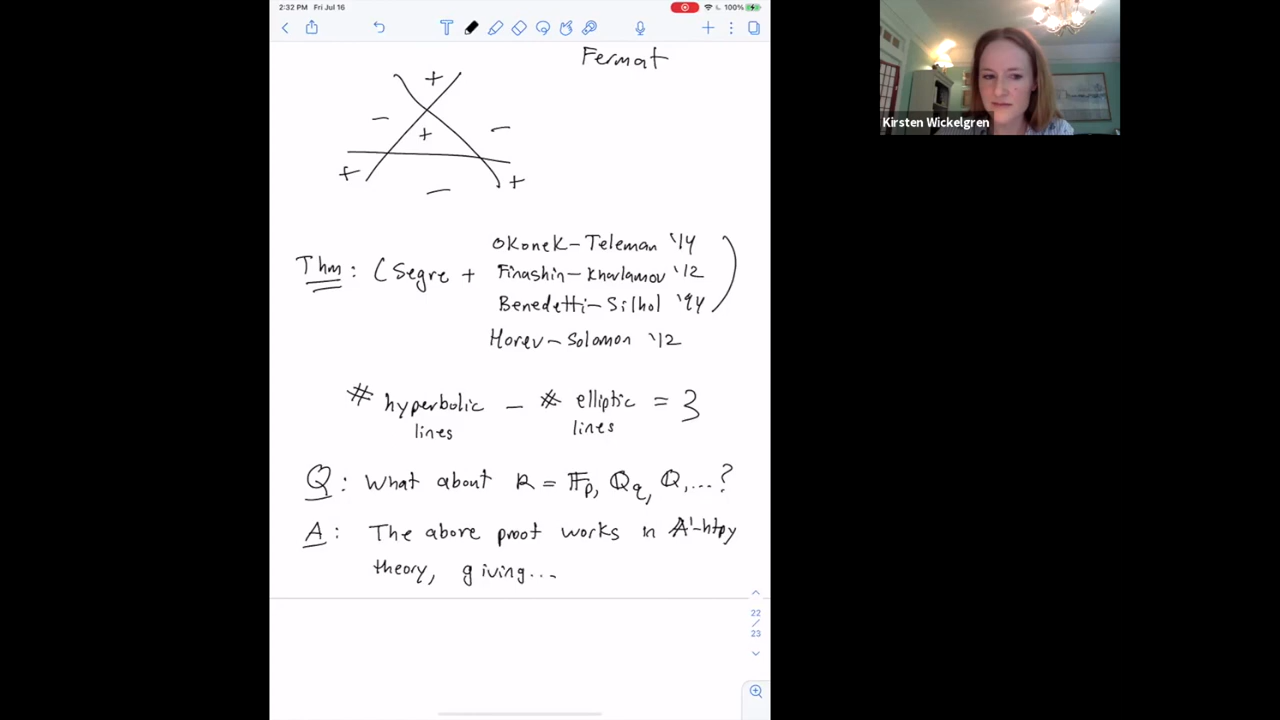 2:32 PM Fri Jul 16
100%
T
Fermat
+
− + −
+ − +
Thm: (Segre + Okonek-Teleman '14
Finashin-Kharlamov '12
Benedetti-Silhol '94)
Horev-Solomon '12
# hyperbolic lines − # elliptic lines = 3
Q: What about k = 𝔽p, ℚq, ℚ,...?
A: The above proof works in 𝔸¹-htpy
theory, giving...
22
/
23
Kirsten Wickelgren